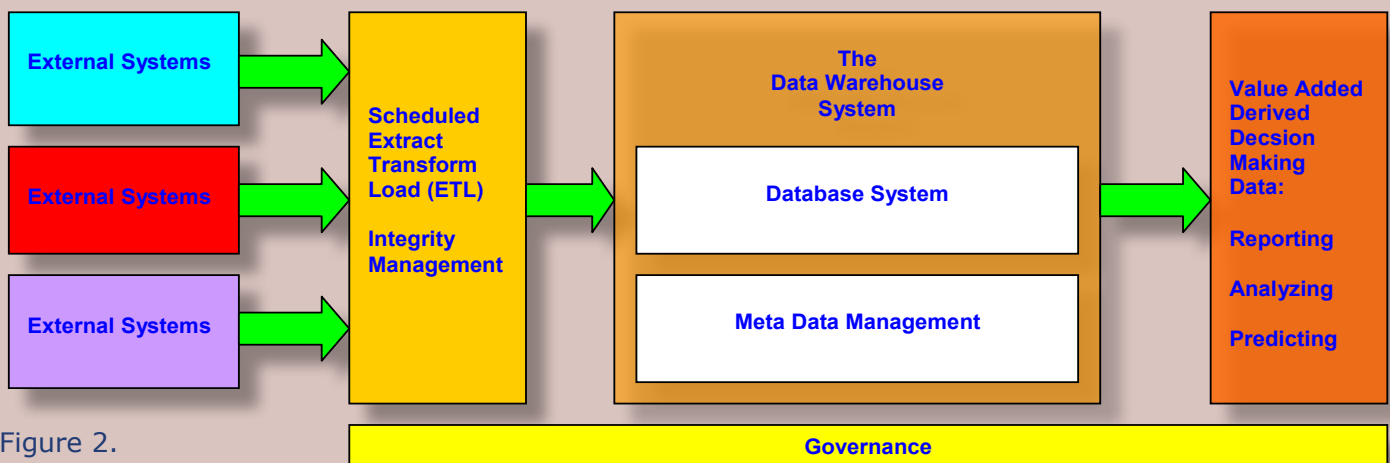 External Systems
External Systems
External Systems
Scheduled
Extract
Transform
Load (ETL)
Integrity
Management
The
Data Warehouse
System
Database System
Meta Data Management
Value Added
Derived
Decsion
Making
Data:
Reporting
Analyzing
Predicting
Figure 2.
Governance